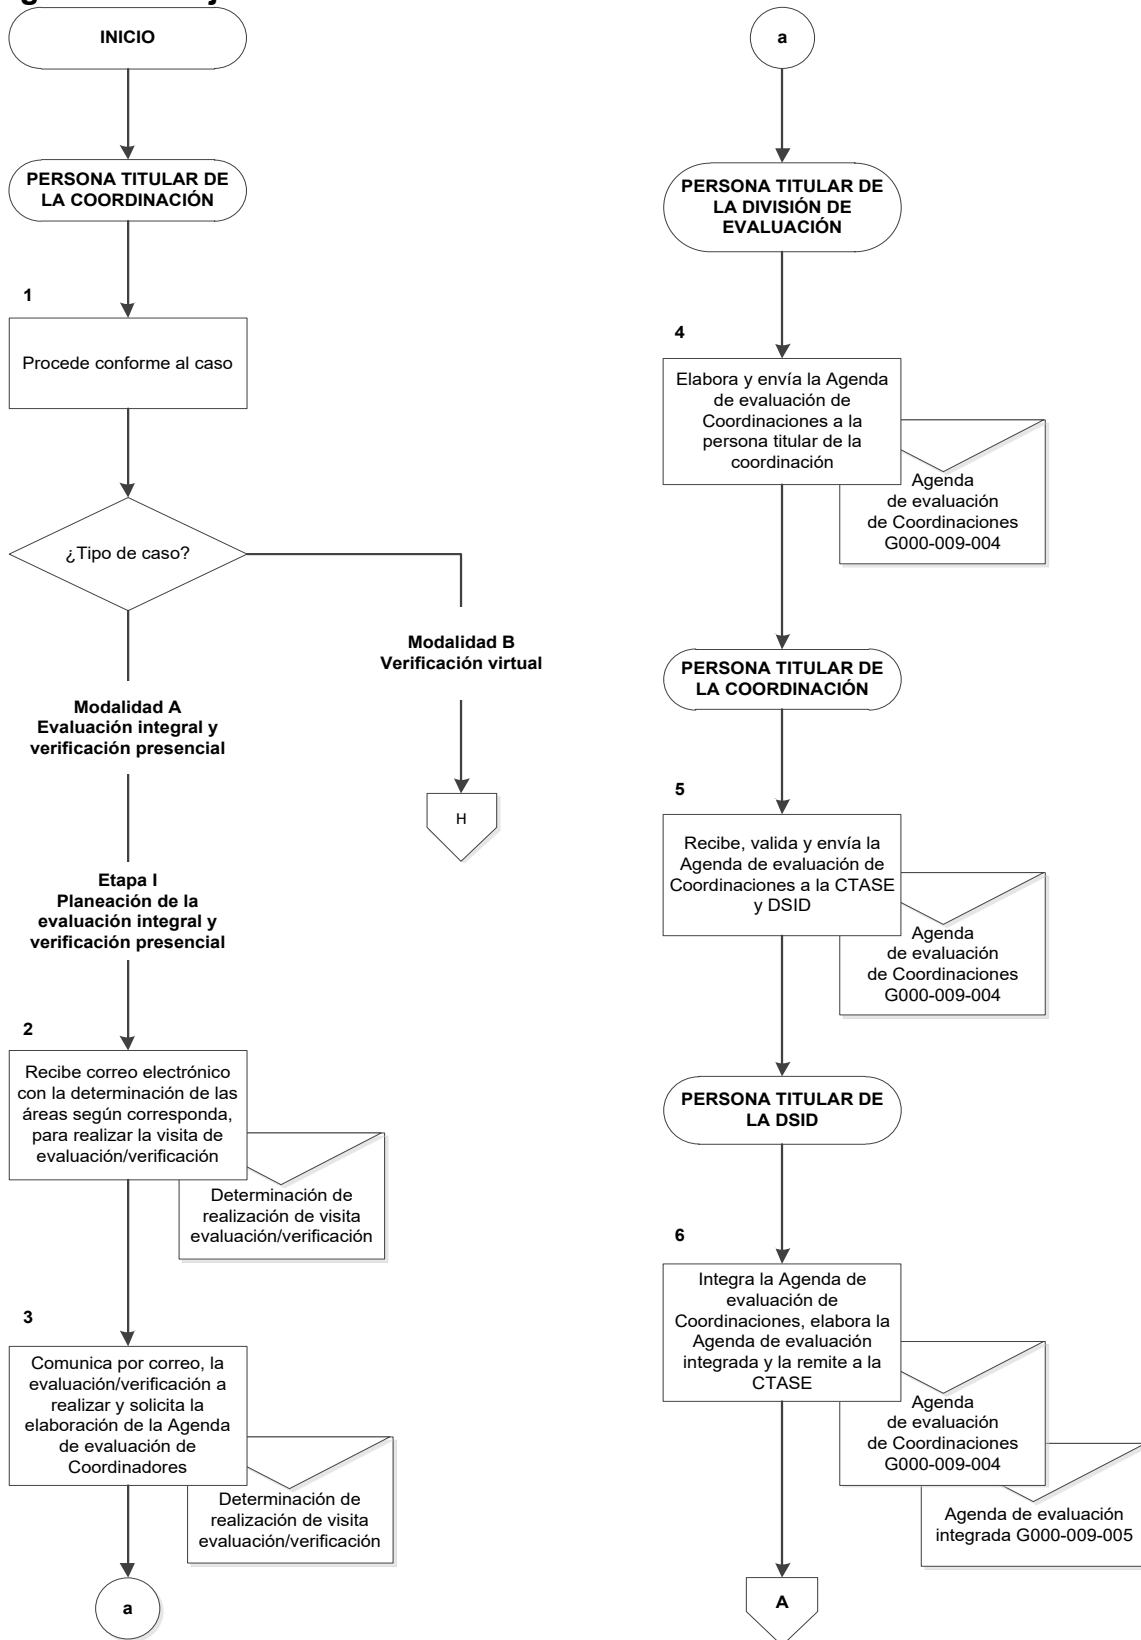 INICIO
PERSONA TITULAR DE
LA COORDINACIÓN
1
Procede conforme al caso
¿Tipo de caso?
Modalidad B
Verificación virtual
Modalidad A
Evaluación integral y
verificación presencial
H
Etapa I
Planeación de la
evaluación integral y
verificación presencial
2
Recibe correo electrónico
con la determinación de las
áreas según corresponda,
para realizar la visita de
evaluación/verificación
Determinación de
realización de visita
evaluación/verificación
3
Comunica por correo, la
evaluación/verificación a
realizar y solicita la
elaboración de la Agenda
de evaluación de
Coordinadores
Determinación de
realización de visita
evaluación/verificación
a
a
PERSONA TITULAR DE
LA DIVISIÓN DE
EVALUACIÓN
4
Elabora y envía la Agenda
de evaluación de
Coordinaciones a la
persona titular de la
coordinación
Agenda
de evaluación
de Coordinaciones
G000-009-004
PERSONA TITULAR DE
LA COORDINACIÓN
5
Recibe, valida y envía la
Agenda de evaluación de
Coordinaciones a la CTASE
y DSID
Agenda
de evaluación
de Coordinaciones
G000-009-004
PERSONA TITULAR DE
LA DSID
6
Integra la Agenda de
evaluación de
Coordinaciones, elabora la
Agenda de evaluación
integrada y la remite a la
CTASE
Agenda
de evaluación
de Coordinaciones
G000-009-004
Agenda de evaluación
integrada G000-009-005
A